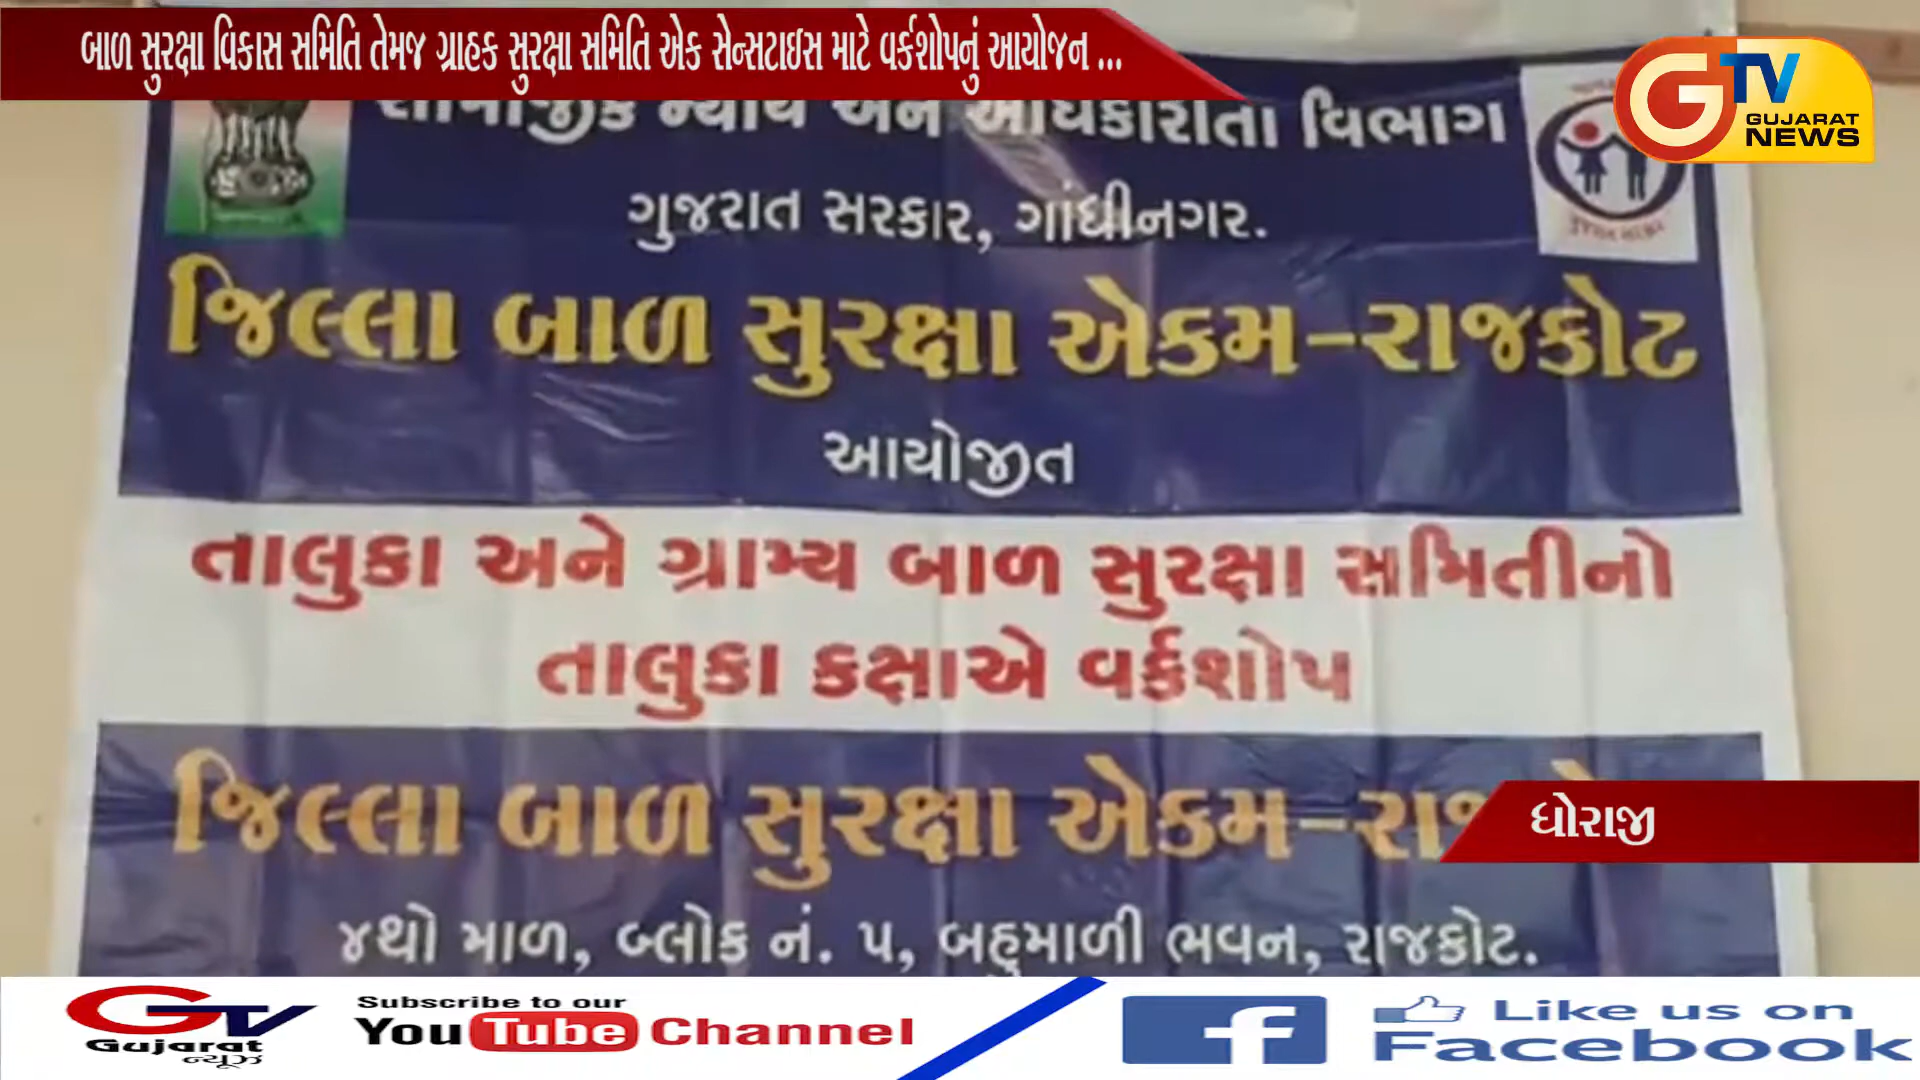 બાળ સુરક્ષા વિકાસ સમિતિ તેમજ ગ્રાહક સુરક્ષા સમિતિ એક સેન્સટાઇસ માટે વર્કશોપનું આયોજન ...
GTV
GUJARAT
NEWS
સામાજીક ન્યાય અને અધિકારીતા વિભાગ
ગુજરાત સરકાર, ગાંધીનગર.
જિલ્લા બાળ સુરક્ષા એકમ-રાજકોટ
આયોજીત
તાલુકા અને ગ્રામ્ય બાળ સુરક્ષા સમિતીનો
તાલુકા કક્ષાએ વર્કશોપ
જિલ્લા બાળ સુરક્ષા એકમ-રા
ધોરાજી
૪થો માળ, બ્લોક નં. ૫, બહુમાળી ભવન, રાજકોટ.
GTV
Gujarat
ન્યૂઝ
Subscribe to our
YouTube Channel
f
Like us on
Facebook